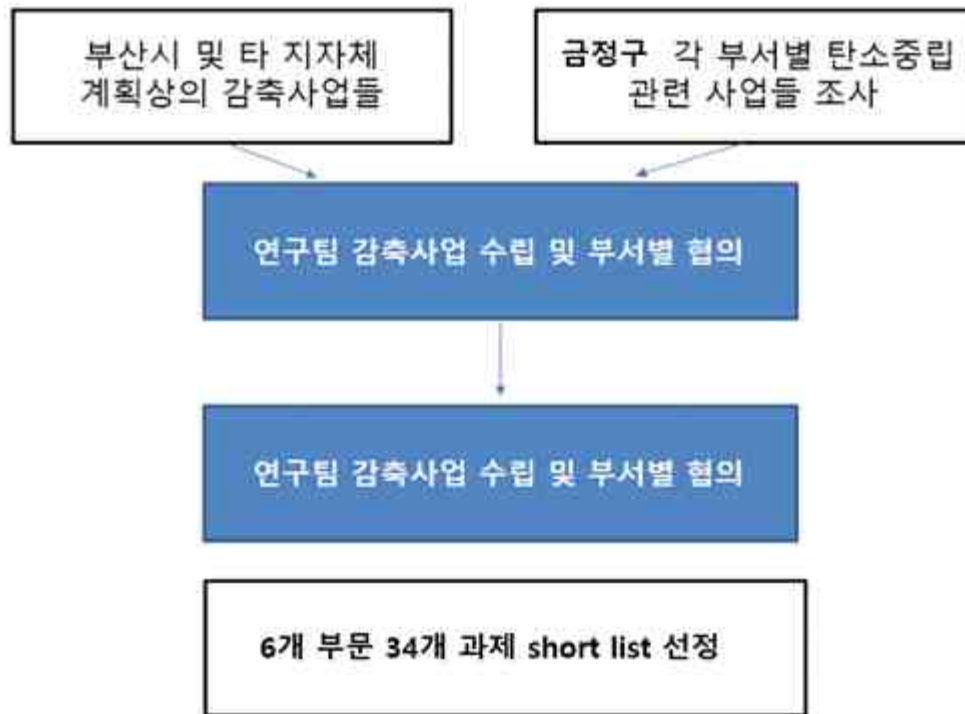 부산시 및 타 지자체
계획상의 감축사업들
금정구 각 부서별 탄소중립
관련 사업들 조사
연구팀 감축사업 수립 및 부서별 협의
연구팀 감축사업 수립 및 부서별 협의
6개 부문 34개 과제 short list 선정